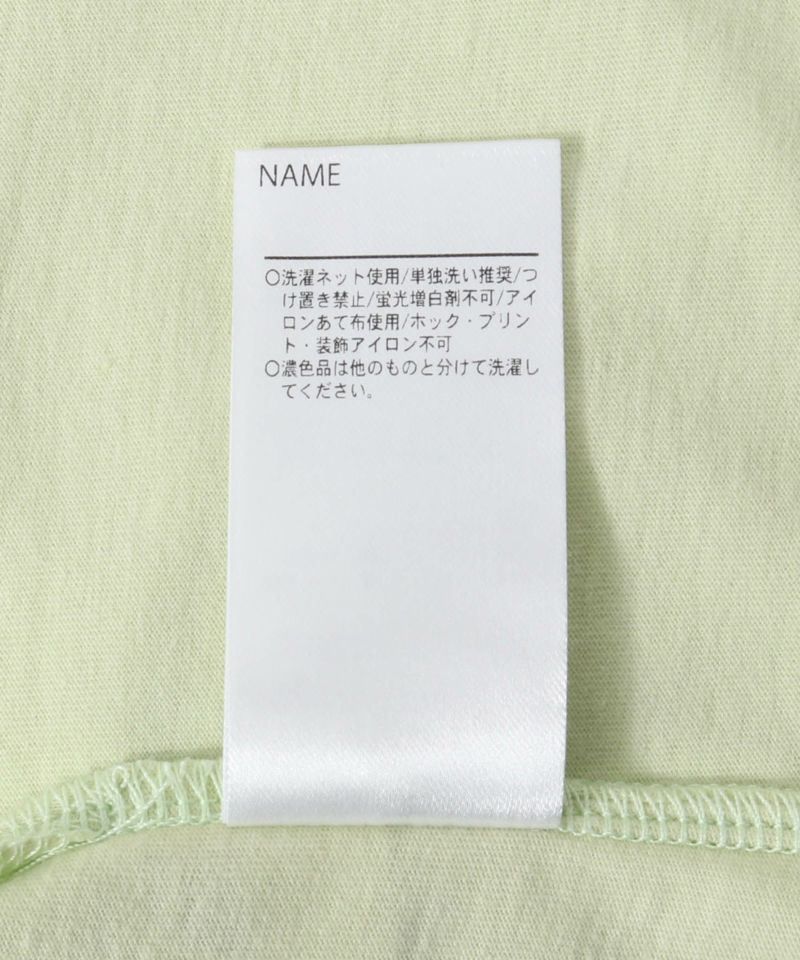 NAME
○洗濯ネット使用/単独洗い推奨/つ
け置き禁止/蛍光増白剤不可/アイ
ロンあて布使用/ホック・プリン
ト・装飾アイロン不可
○濃色品は他のものと分けて洗濯し
てください。